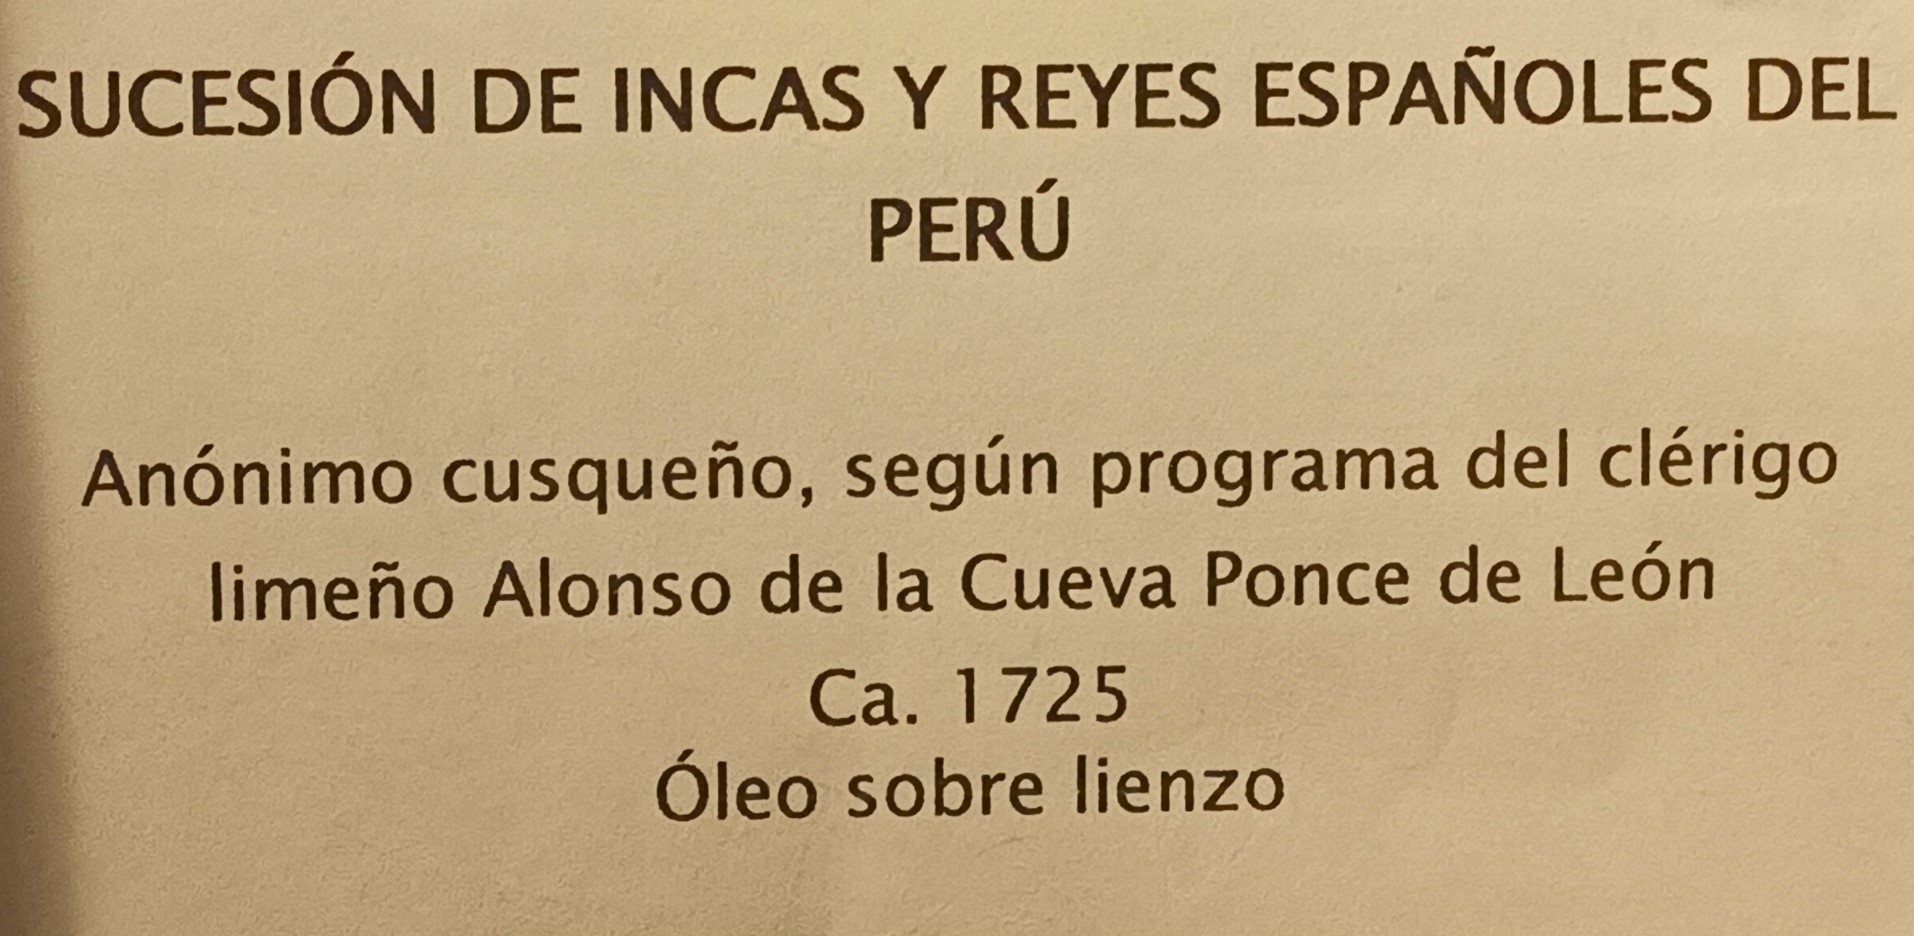 SUCESIÓN DE INCAS Y REYES ESPAÑOLES DEL
PERÚ
Anónimo cusqueño, según programa del clérigo
limeño Alonso de la Cueva Ponce de León
Ca. 1725
Óleo sobre lienzo